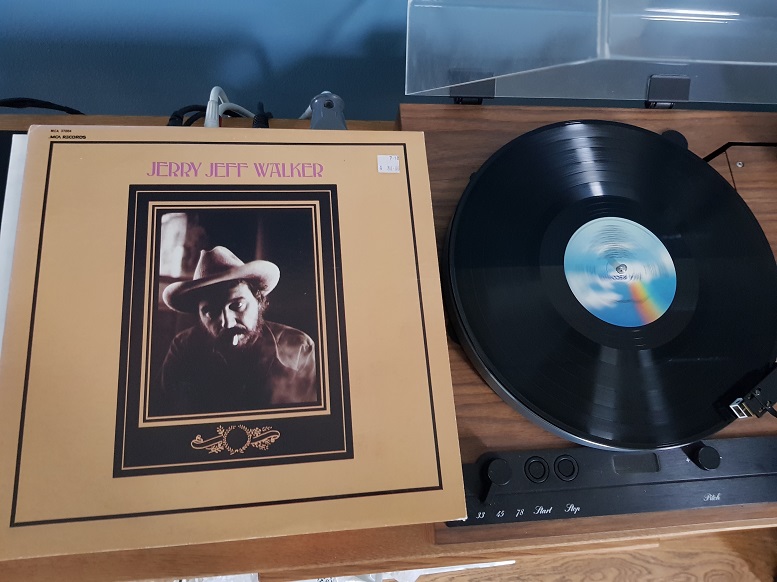 MCA RECORDS
JERRY JEFF WALKER
33 45 78 Start Stop
Pitch